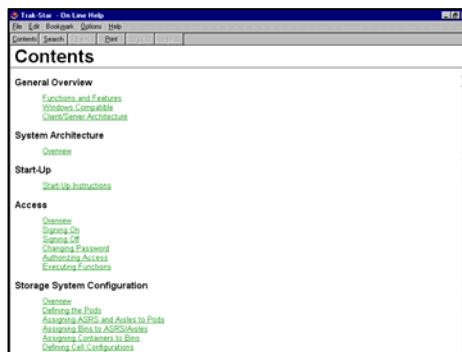 Trak-Star - On Line Help
File Edit Bookmark Options Help
Contents Search Print
Contents
General Overview
Functions and Features
Windows Compatible
Client/Server Architecture
System Architecture
Overview
Start-Up
Start-Up Instructions
Access
Overview
Signing On
Signing Off
Changing Password
Authorizing Access
Executing Functions
Storage System Configuration
Overview
Defining the Pods
Assigning ASRS and Aisles to Pods
Assigning Bins to ASRS/Aisles
Assigning Containers to Bins
Defining Cell Configurations